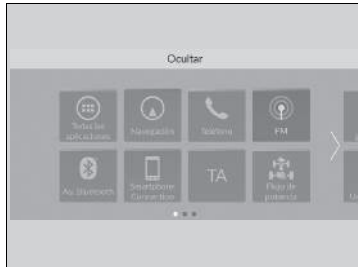 Ocultar
Todas las
aplicaciones
Navegación
Teléfono
FM
Au. Bluetooth
Smartphone
Connection
TA
Flujo de
potencia